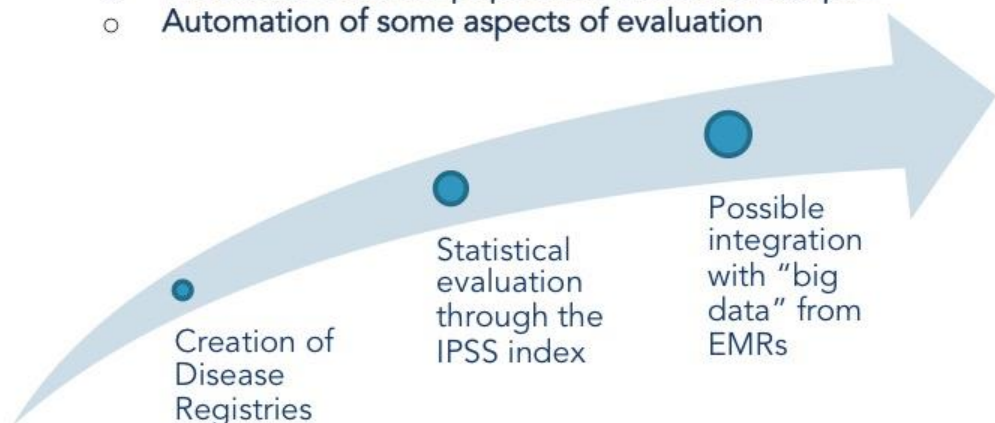 Automation of some aspects of evaluation
Creation of
Disease
Registries
Statistical
evaluation
through the
IPSS index
Possible
integration
with “big
data” from
EMRs